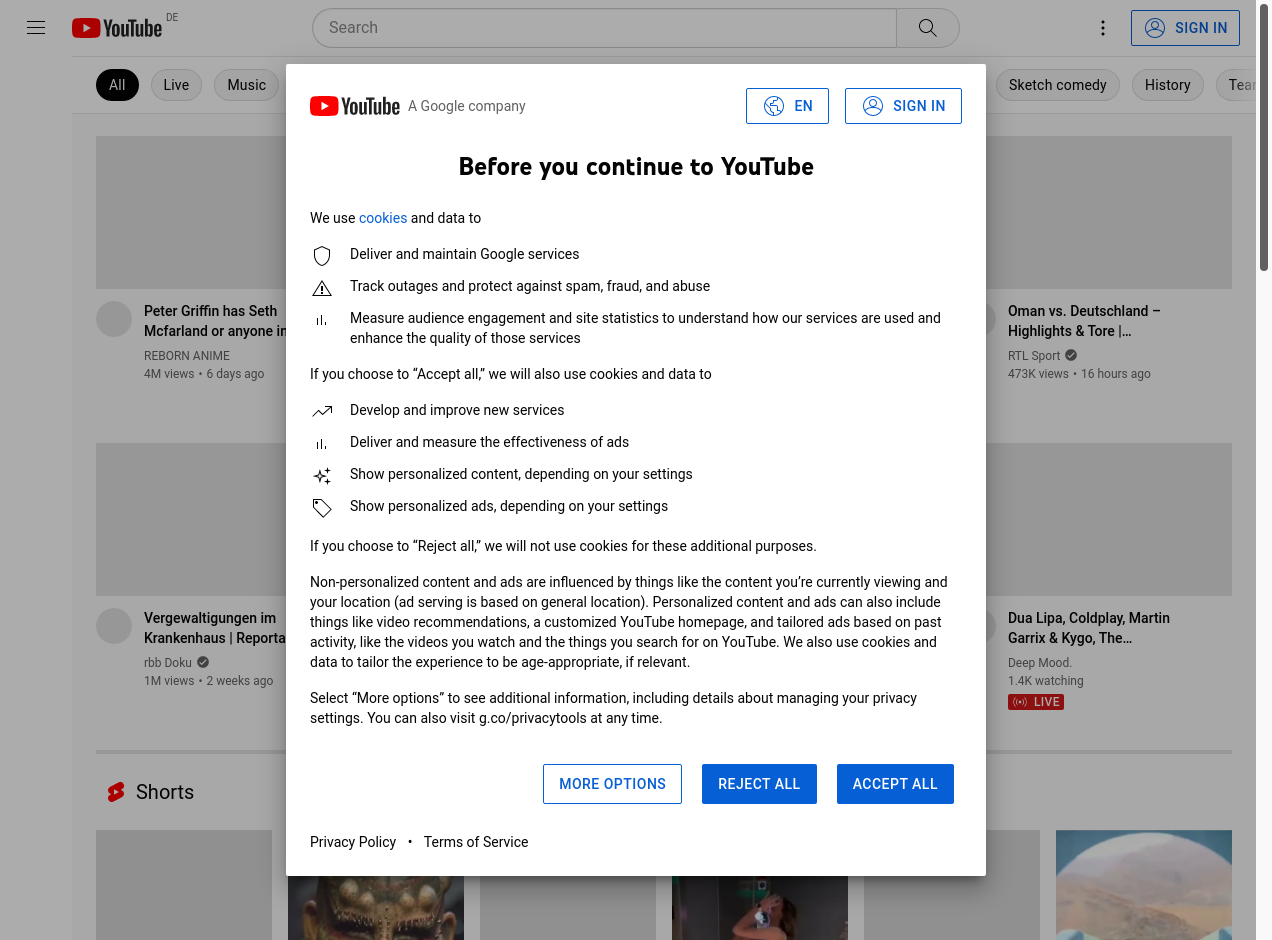 YouTube DE
Search
SIGN IN
All
Live
Music
Sketch comedy
History
YouTube A Google company
EN
SIGN IN
Before you continue to YouTube
We use cookies and data to
Deliver and maintain Google services
Track outages and protect against spam, fraud, and abuse
Measure audience engagement and site statistics to understand how our services are used and
enhance the quality of those services
If you choose to “Accept all,” we will also use cookies and data to
Develop and improve new services
Deliver and measure the effectiveness of ads
Show personalized content, depending on your settings
Show personalized ads, depending on your settings
If you choose to “Reject all,” we will not use cookies for these additional purposes.
Non-personalized content and ads are influenced by things like the content you’re currently viewing and
your location (ad serving is based on general location). Personalized content and ads can also include
things like video recommendations, a customized YouTube homepage, and tailored ads based on past
activity, like the videos you watch and the things you search for on YouTube. We also use cookies and
data to tailor the experience to be age-appropriate, if relevant.
Select “More options” to see additional information, including details about managing your privacy
settings. You can also visit g.co/privacytools at any time.
MORE OPTIONS
REJECT ALL
ACCEPT ALL
Privacy Policy • Terms of Service
Peter Griffin has Seth
Mcfarland or anyone in
REBORN ANIME
4M views • 6 days ago
Oman vs. Deutschland –
Highlights & Tore |…
RTL Sport
473K views • 16 hours ago
Vergewaltigungen im
Krankenhaus | Reporta
rbb Doku
1M views • 2 weeks ago
Dua Lipa, Coldplay, Martin
Garrix & Kygo, The…
Deep Mood.
1.4K watching
LIVE
Shorts